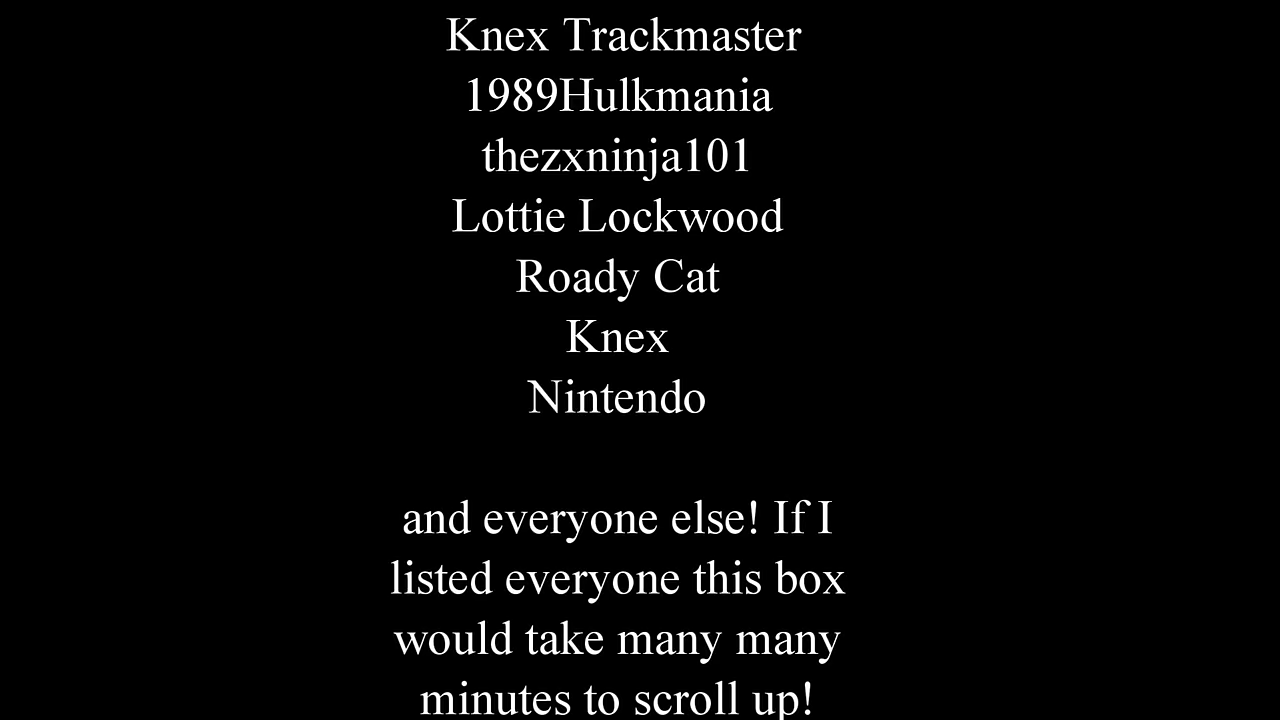 Knex Trackmaster
1989Hulkmania
thezxninja101
Lottie Lockwood
Roady Cat
Knex
Nintendo
and everyone else! If I
listed everyone this box
would take many many
minutes to scroll up!